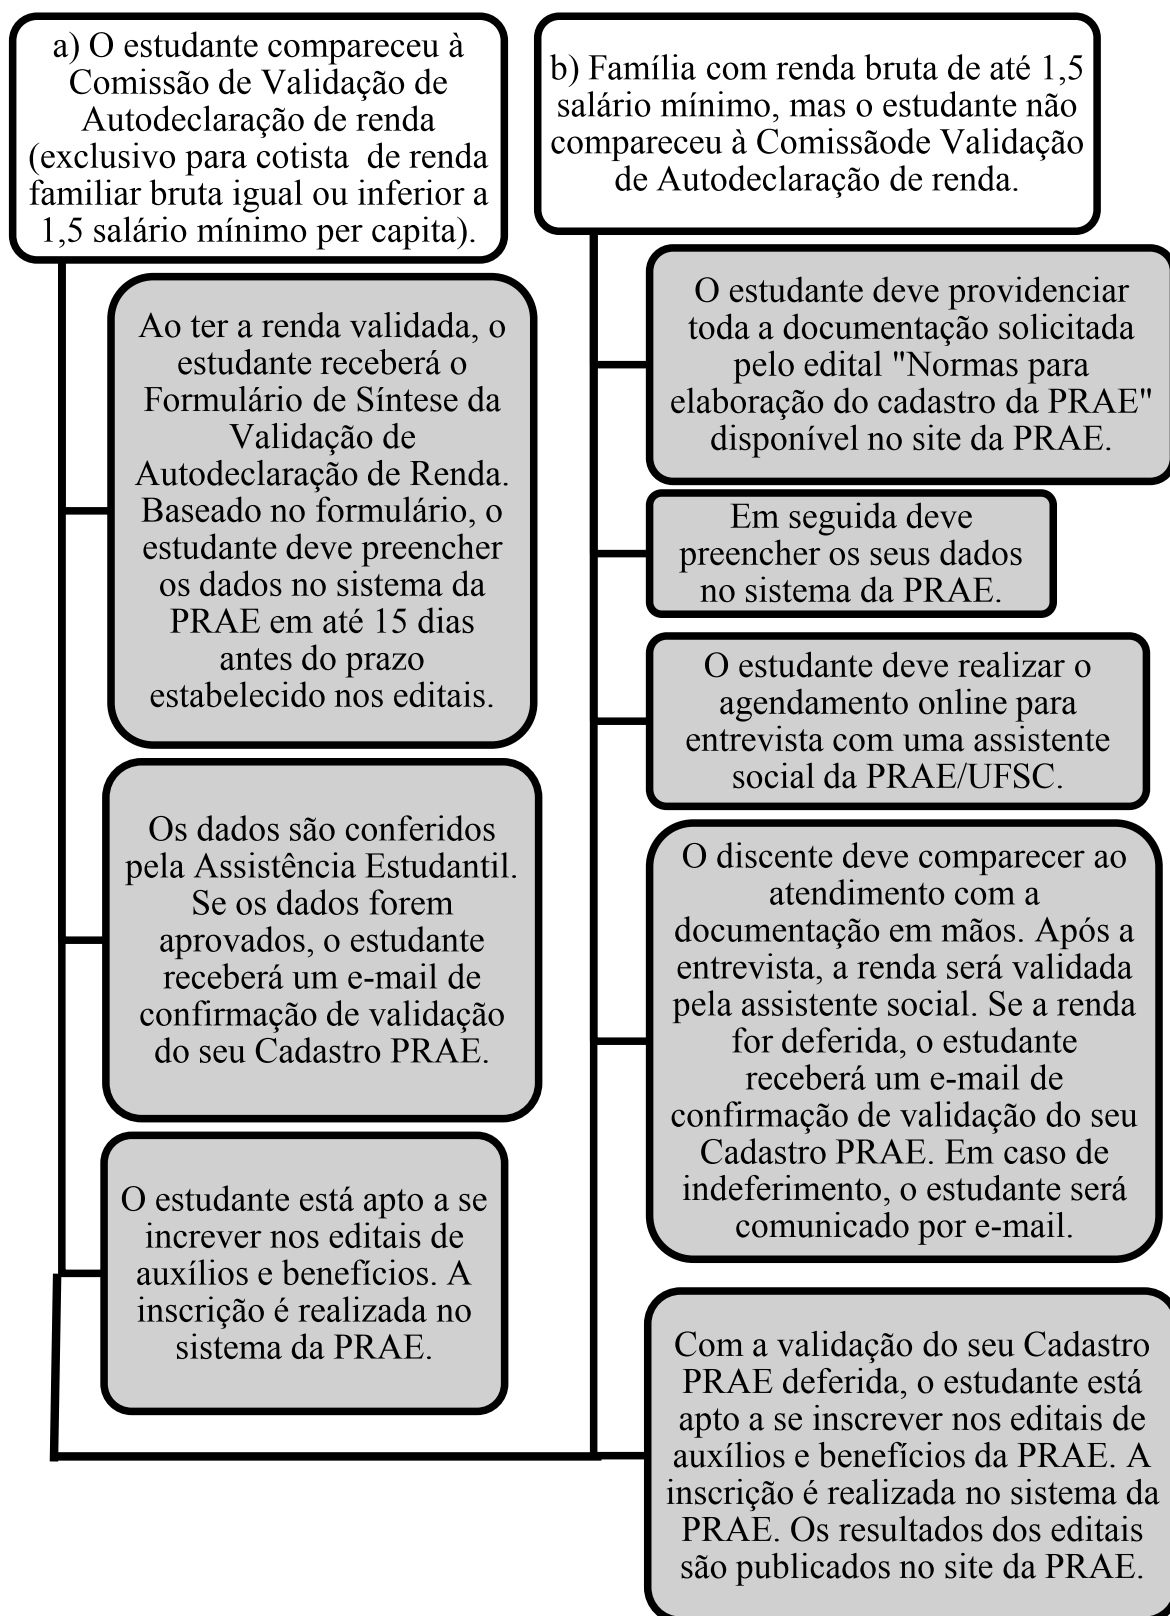 a) O estudante compareceu à
Comissão de Validação de
Autodeclaração de renda
(exclusivo para cotista de renda
familiar bruta igual ou inferior a
1,5 salário mínimo per capita).
Ao ter a renda validada, o
estudante receberá o
Formulário de Síntese da
Validação de
Autodeclaração de Renda.
Baseado no formulário, o
estudante deve preencher
os dados no sistema da
PRAE em até 15 dias
antes do prazo
estabelecido nos editais.
Os dados são conferidos
pela Assistência Estudantil.
Se os dados forem
aprovados, o estudante
receberá um e-mail de
confirmação de validação
do seu Cadastro PRAE.
O estudante está apto a se
increver nos editais de
auxílios e benefícios. A
inscrição é realizada no
sistema da PRAE.
b) Família com renda bruta de até 1,5
salário mínimo, mas o estudante não
compareceu à Comissãode Validação
de Autodeclaração de renda.
O estudante deve providenciar
toda a documentação solicitada
pelo edital "Normas para
elaboração do cadastro da PRAE"
disponível no site da PRAE.
Em seguida deve
preencher os seus dados
no sistema da PRAE.
O estudante deve realizar o
agendamento online para
entrevista com uma assistente
social da PRAE/UFSC.
O discente deve comparecer ao
atendimento com a
documentação em mãos. Após a
entrevista, a renda será validada
pela assistente social. Se a renda
for deferida, o estudante
receberá um e-mail de
confirmação de validação do seu
Cadastro PRAE. Em caso de
indeferimento, o estudante será
comunicado por e-mail.
Com a validação do seu Cadastro
PRAE deferida, o estudante está
apto a se inscrever nos editais de
auxílios e benefícios da PRAE. A
inscrição é realizada no sistema da
PRAE. Os resultados dos editais
são publicados no site da PRAE.